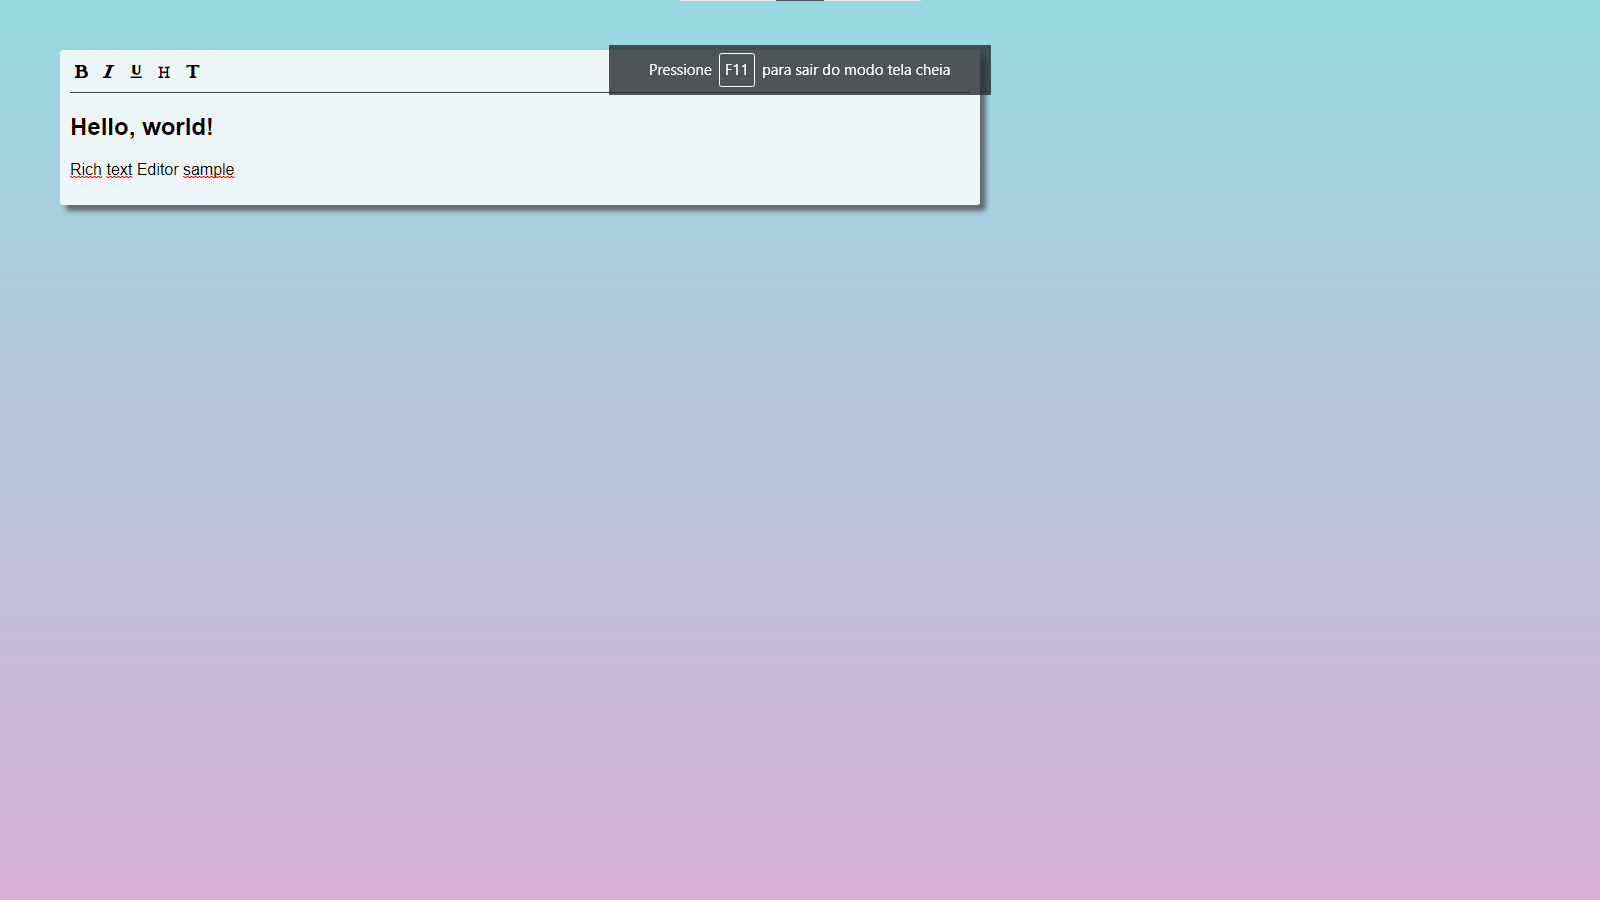 B I U H T
Pressione F11 para sair do modo tela cheia
Hello, world!
Rich text Editor sample